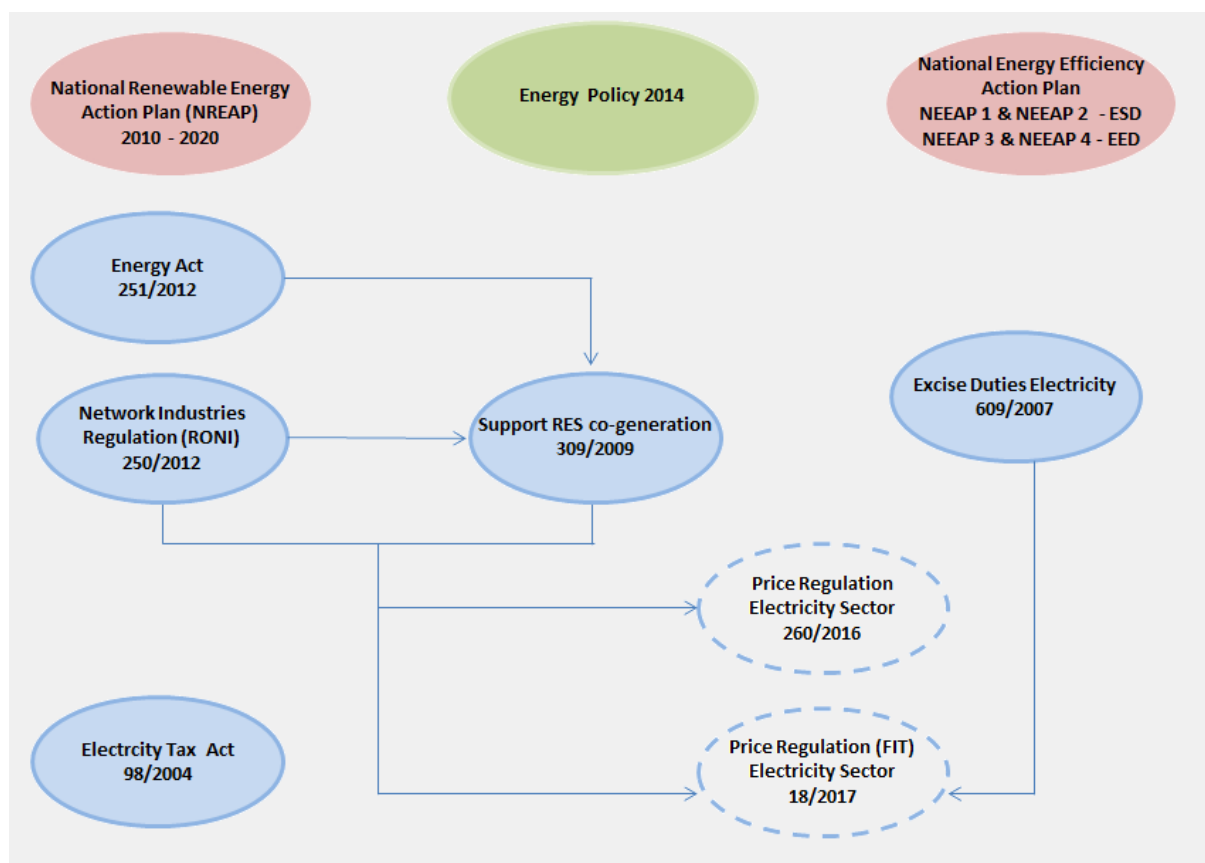 National Renewable Energy
Action Plan (NREAP)
2010 - 2020
Energy Policy 2014
National Energy Efficiency
Action Plan
NEEAP 1 & NEEAP 2 - ESD
NEEAP 3 & NEEAP 4 - EED
Energy Act
251/2012
Network Industries
Regulation (RONI)
250/2012
Support RES co-generation
309/2009
Excise Duties Electricity
609/2007
Price Regulation
Electricity Sector
260/2016
Electrcity Tax Act
98/2004
Price Regulation (FIT)
Electricity Sector
18/2017